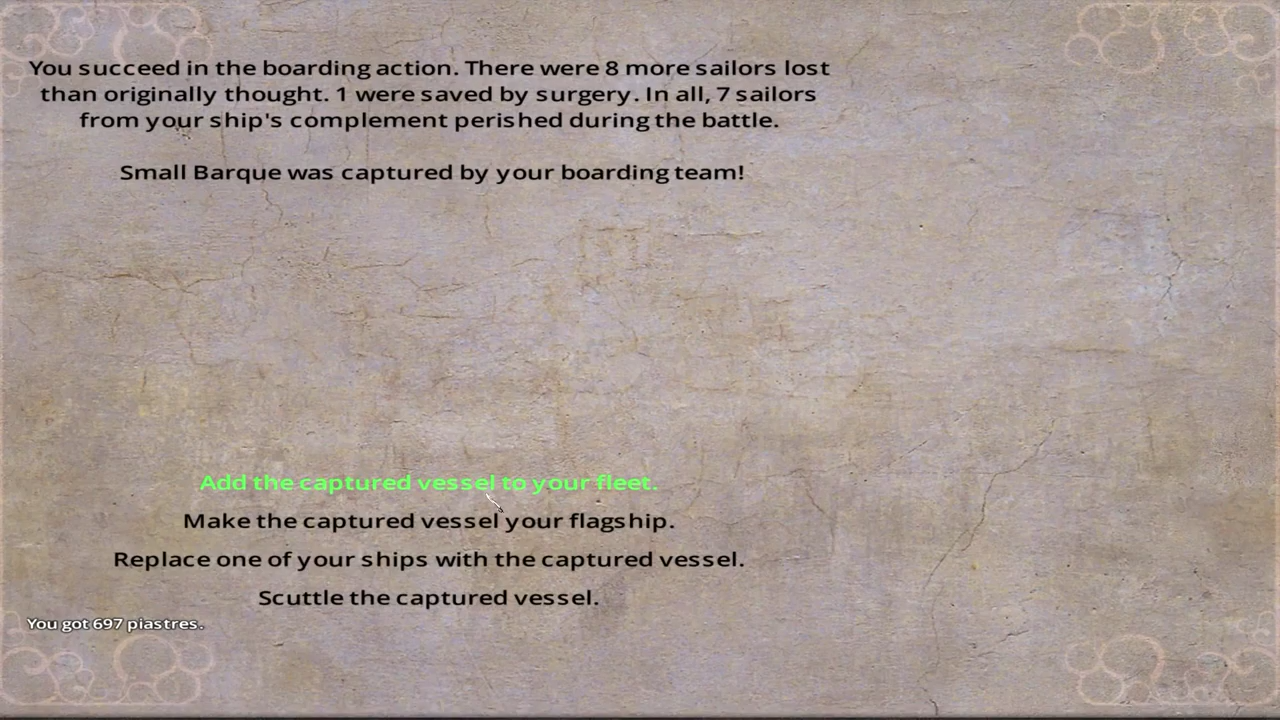 You succeed in the boarding action. There were 8 more sailors lost
than originally thought. 1 were saved by surgery. In all, 7 sailors
from your ship's complement perished during the battle.
Small Barque was captured by your boarding team!
Add the captured vessel to your fleet.
Make the captured vessel your flagship.
Replace one of your ships with the captured vessel.
Scuttle the captured vessel.
You got 697 piastres.